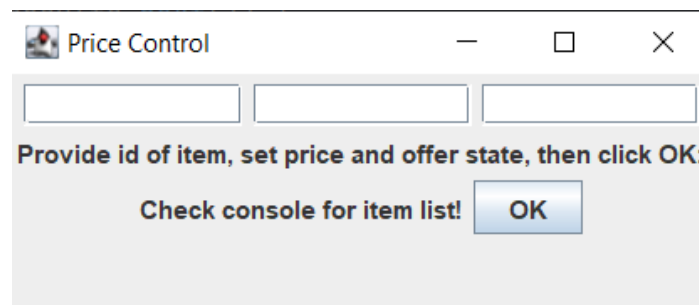 Price Control
Provide id of item, set price and offer state, then click OK:
Check console for item list!
OK